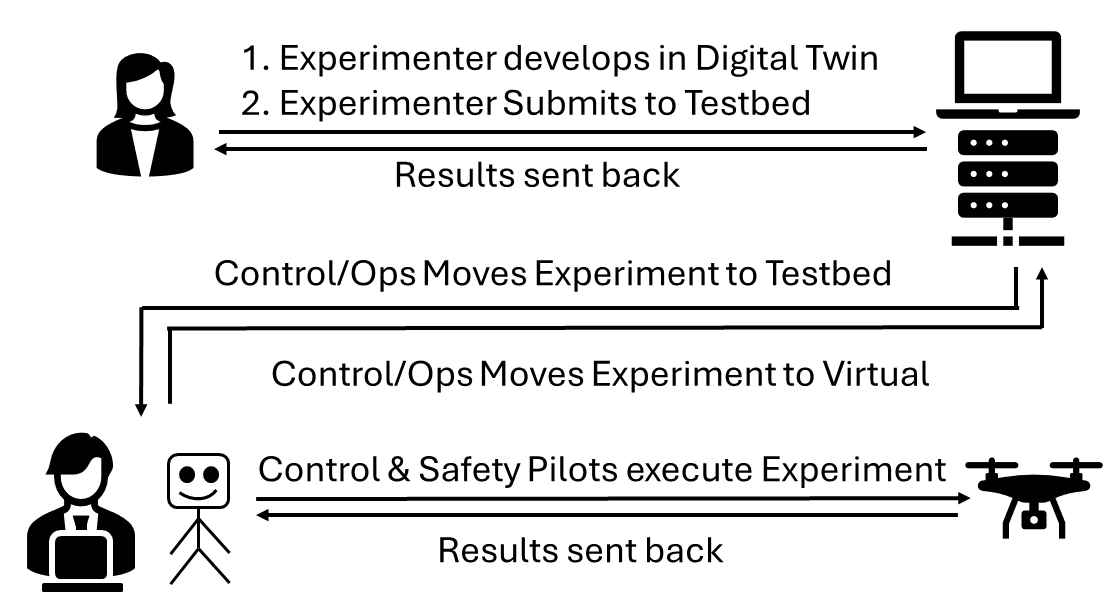 1. Experimenter develops in Digital Twin
2. Experimenter Submits to Testbed
Results sent back
Control/Ops Moves Experiment to Testbed
Control/Ops Moves Experiment to Virtual
Control & Safety Pilots execute Experiment
Results sent back